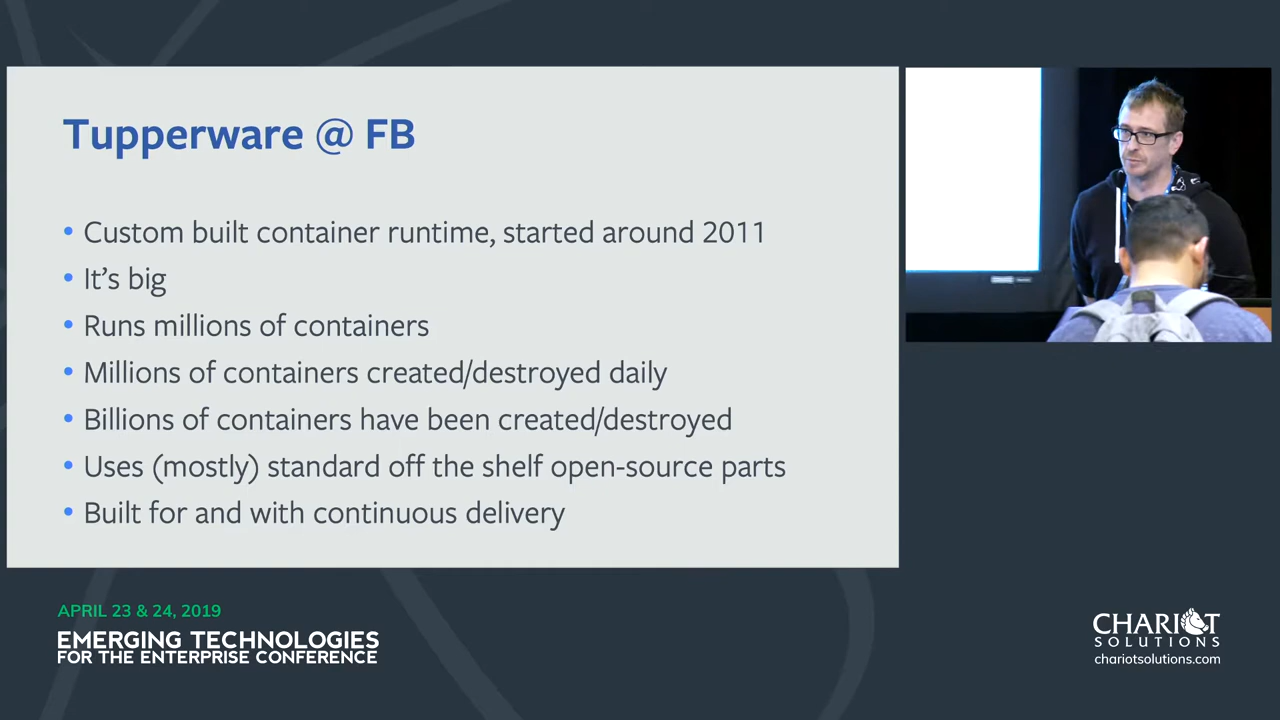 Tupperware @ FB
• Custom built container runtime, started around 2011
• It’s big
• Runs millions of containers
• Millions of containers created/destroyed daily
• Billions of containers have been created/destroyed
• Uses (mostly) standard off the shelf open-source parts
• Built for and with continuous delivery
APRIL 23 & 24, 2019
EMERGING TECHNOLOGIES
FOR THE ENTERPRISE CONFERENCE
CHARIOT
SOLUTIONS
chariotsolutions.com